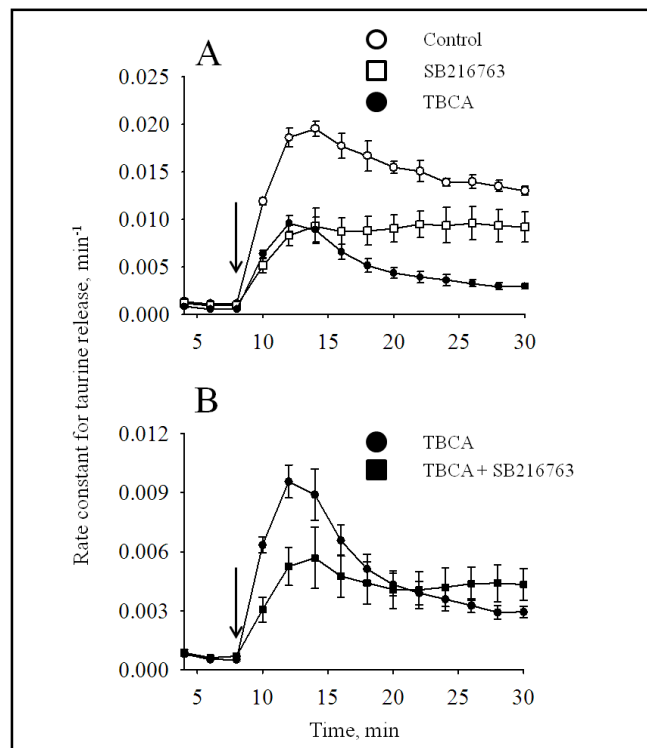 A
Control
SB216763
TBCA
0.025
0.020
0.015
0.010
0.005
0.000
5 10 15 20 25 30
Rate constant for taurine release, min-1
B
TBCA
TBCA + SB216763
0.012
0.009
0.006
0.003
0.000
5 10 15 20 25 30
Time, min